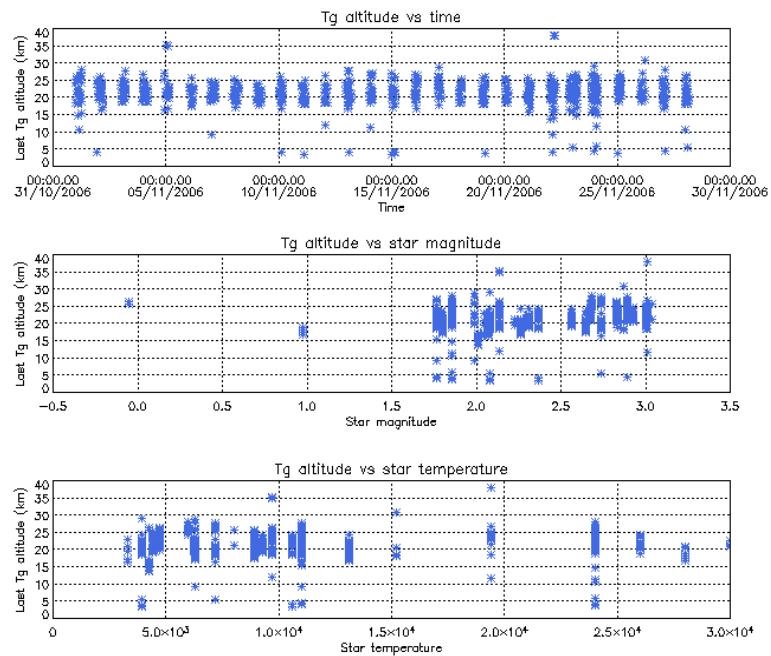 Tg altitude vs time
Last Tg altitude (km)
40
35
30
25
20
15
10
5
0
00:00.00 00:00.00 00:00.00 00:00.00 00:00.00 00:00.00 00:00.00
31/10/2006 05/11/2006 10/11/2006 15/11/2006 20/11/2006 25/11/2006 30/11/2006
Time
Tg altitude vs star magnitude
Last Tg altitude (km)
40
35
30
25
20
15
10
5
0
-0.5 0.0 0.5 1.0 1.5 2.0 2.5 3.0 3.5
Star magnitude
Tg altitude vs star temperature
Last Tg altitude (km)
40
35
30
25
20
15
10
5
0
0 5.0×10³ 1.0×10⁴ 1.5×10⁴ 2.0×10⁴ 2.5×10⁴ 3.0×10⁴
Star temperature